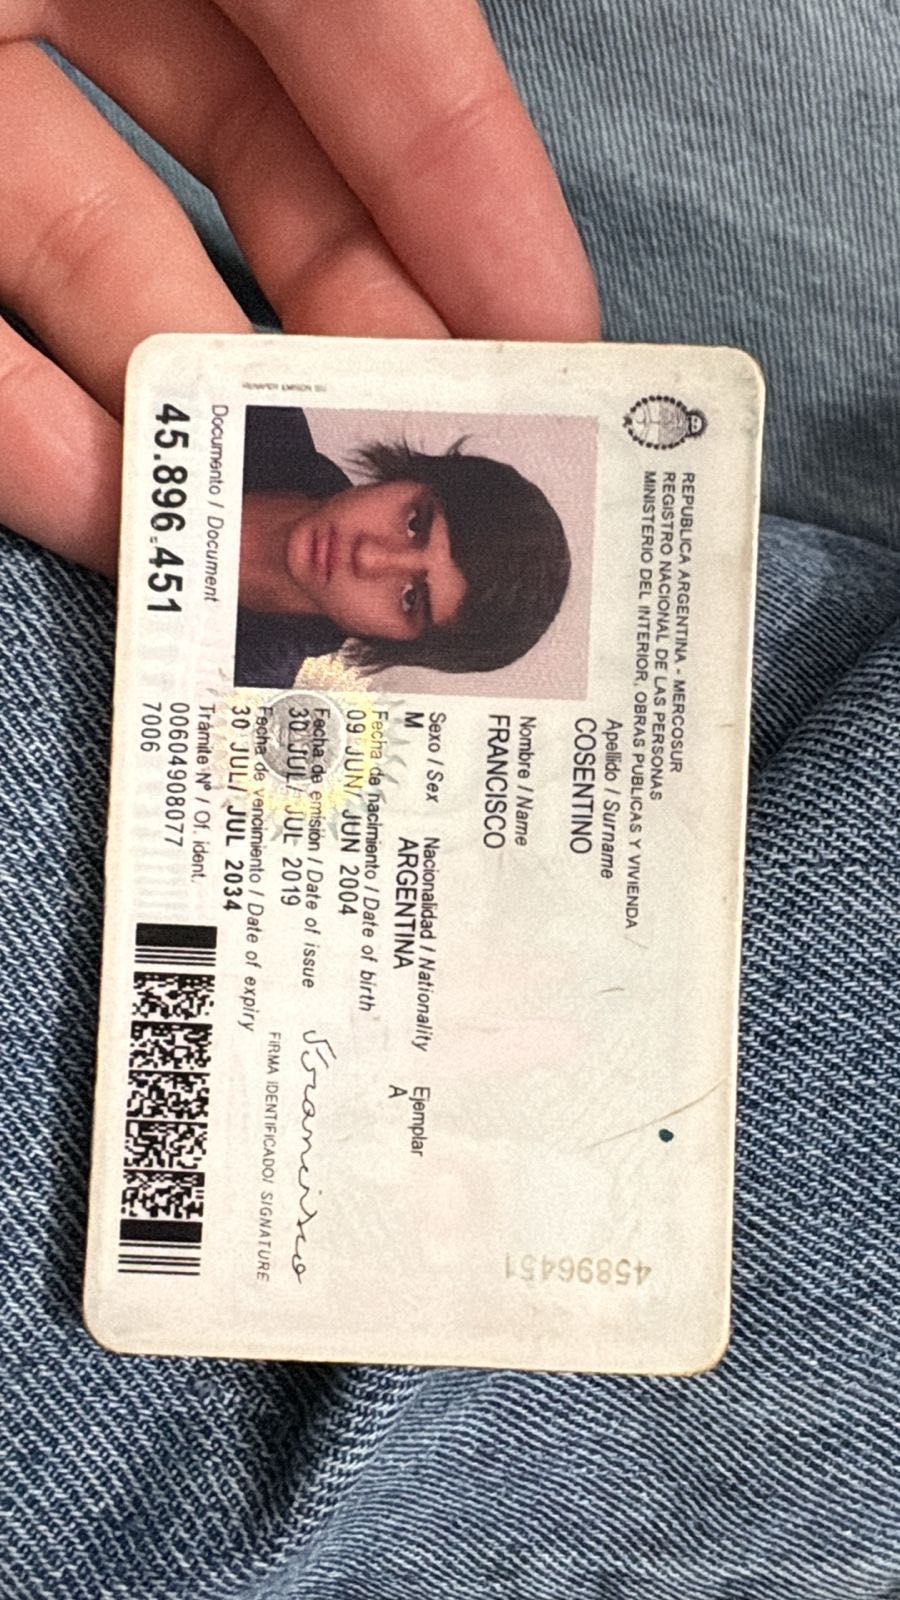 REPUBLICA ARGENTINA - MERCOSUR
REGISTRO NACIONAL DE LAS PERSONAS
MINISTERIO DEL INTERIOR, OBRAS PUBLICAS Y VIVIENDA
Apellido / Surname
COSENTINO
Nombre / Name
FRANCISCO
Sexo / Sex Nacionalidad / Nationality Ejemplar
M ARGENTINA A
Fecha de nacimiento / Date of birth
09 JUN/ JUN 2004
Fecha de emisión / Date of issue
30 JUL/ JUL 2019
Fecha de vencimiento / Date of expiry
30 JUL/ JUL 2034
Francisco
FIRMA IDENTIFICADO/ SIGNATURE
Documento / Document
45.896.451
Trámite Nº / Of. ident.
00604908077
7006
45896451